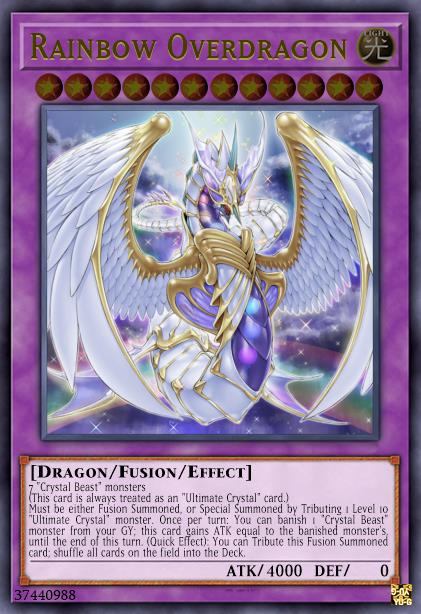 Rainbow Overdragon
LIGHT
光
[Dragon/Fusion/Effect]
7 "Crystal Beast" monsters
(This card is always treated as an "Ultimate Crystal" card.)
Must be either Fusion Summoned, or Special Summoned by Tributing 1 Level 10
"Ultimate Crystal" monster. Once per turn: You can banish 1 "Crystal Beast"
monster from your GY; this card gains ATK equal to the banished monster's,
until the end of this turn. (Quick Effect): You can Tribute this Fusion Summoned
card; shuffle all cards on the field into the Deck.
ATK/4000 DEF/ 0
37440988